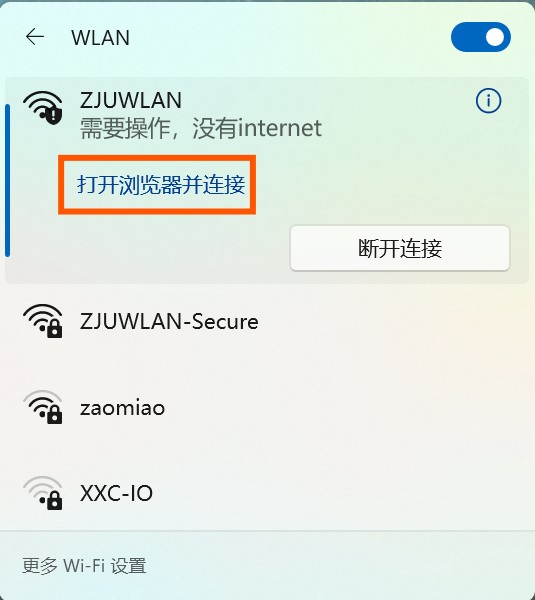 WLAN
ZJUWLAN
需要操作，没有internet
打开浏览器并连接
断开连接
ZJUWLAN-Secure
zaomiao
XXC-IO
更多 Wi-Fi 设置